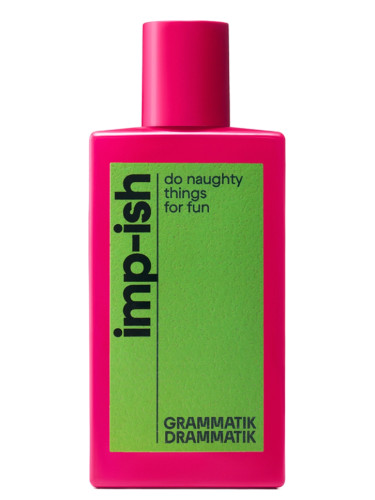 imp-ish
do naughty
things
for fun
GRAMMATIK
DRAMMATIK